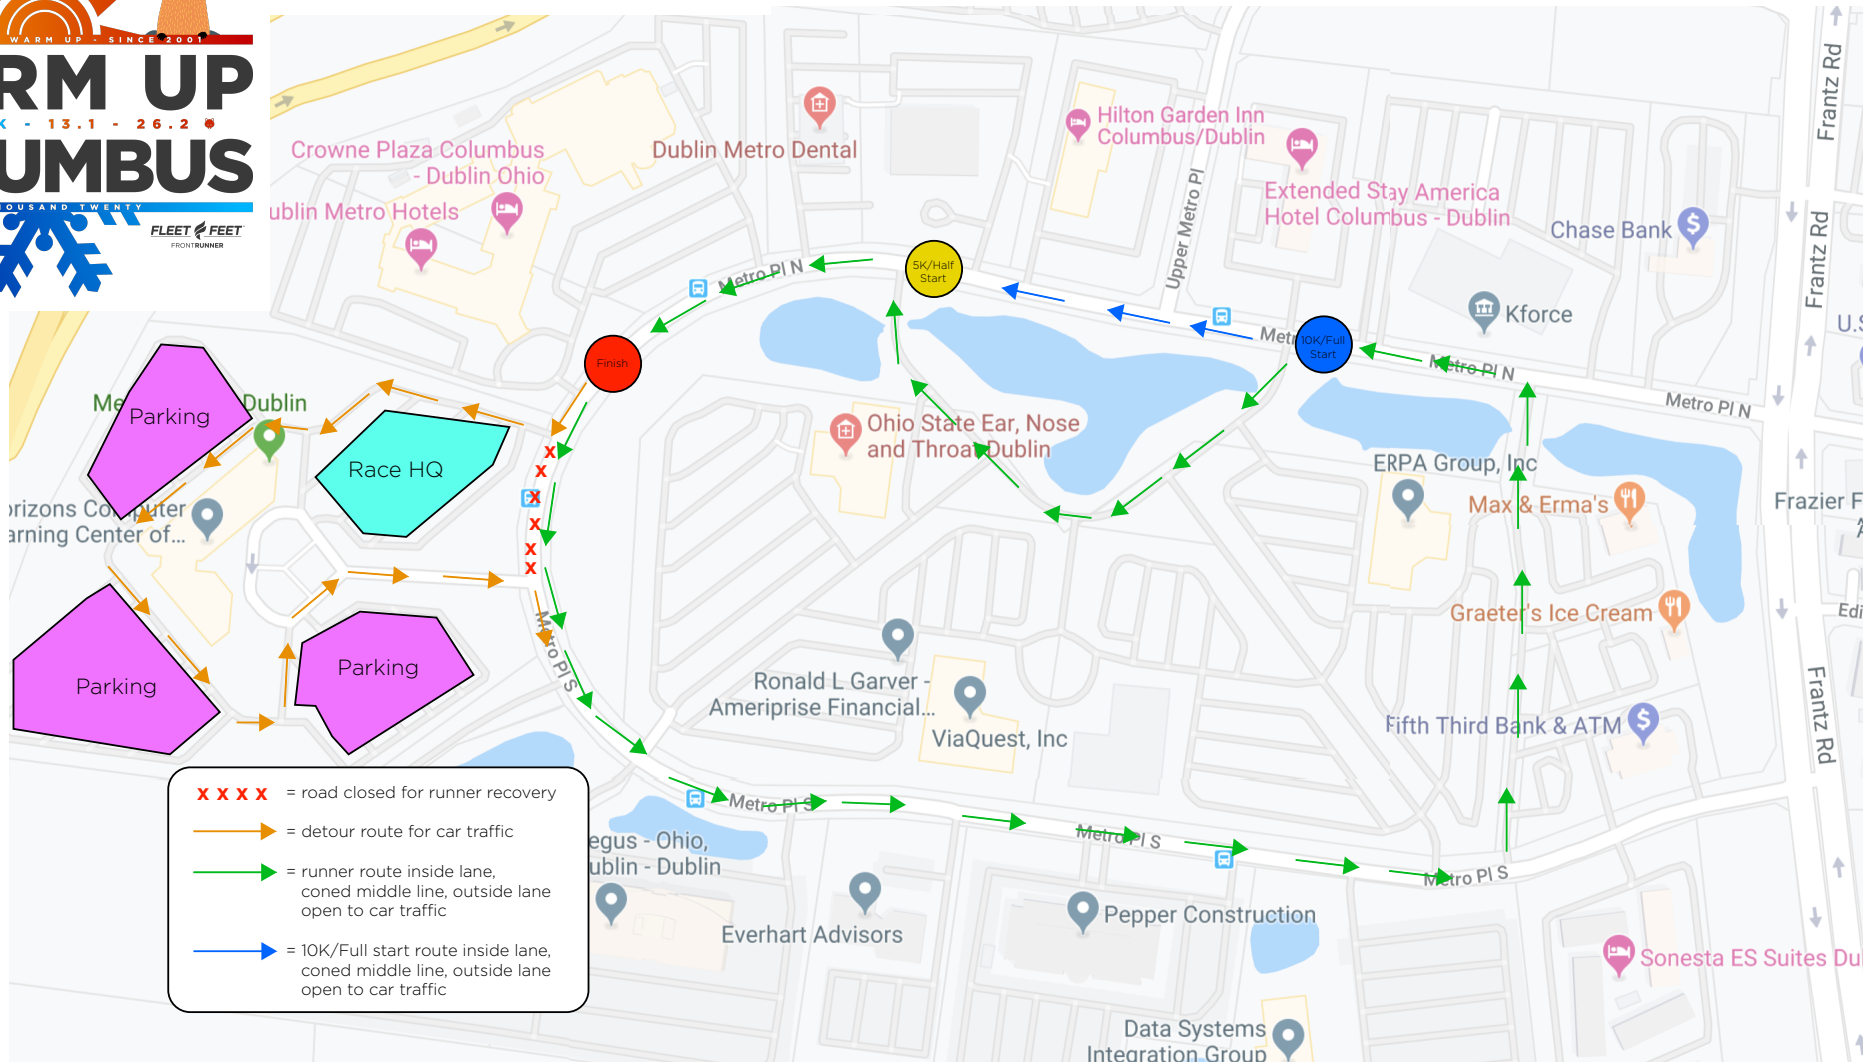 WARM UP - SINCE 2001
RM UP
K - 13.1 - 26.2
UMBUS
OUSAND TWENTY
FLEET FEET
FRONTRUNNER
Crowne Plaza Columbus
- Dublin Ohio
ublin Metro Hotels
Dublin Metro Dental
Hilton Garden Inn
Columbus/Dublin
Extended Stay America
Hotel Columbus - Dublin
Upper Metro Pl
Chase Bank
Frantz Rd
Frantz Rd
Kforce
U.S
5K/Half
Start
Metro Pl N
Metr
10K/Full
Start
Metro Pl N
Metro Pl N
Finish
Me
Dublin
Parking
Race HQ
Ohio State Ear, Nose
and Throat Dublin
ERPA Group, Inc
Max & Erma's
Frazier F
orizons Computer
arning Center of...
Graeter's Ice Cream
Edi
Metro Pl S
Parking
Parking
Ronald L Garver -
Ameriprise Financial...
ViaQuest, Inc
Fifth Third Bank & ATM
Frantz Rd
Metro Pl S
Metro Pl S
Metro Pl S
egus - Ohio,
ublin - Dublin
Everhart Advisors
Pepper Construction
Sonesta ES Suites Du
Data Systems
Integration Group
x x x x = road closed for runner recovery
= detour route for car traffic
= runner route inside lane,
coned middle line, outside lane
open to car traffic
= 10K/Full start route inside lane,
coned middle line, outside lane
open to car traffic
x
x
x
x
x
x